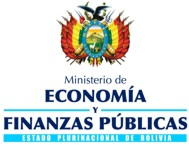 Ministerio de
ECONOMÍA
Y
FINANZAS PÚBLICAS
ESTADO PLURINACIONAL DE BOLIVIA